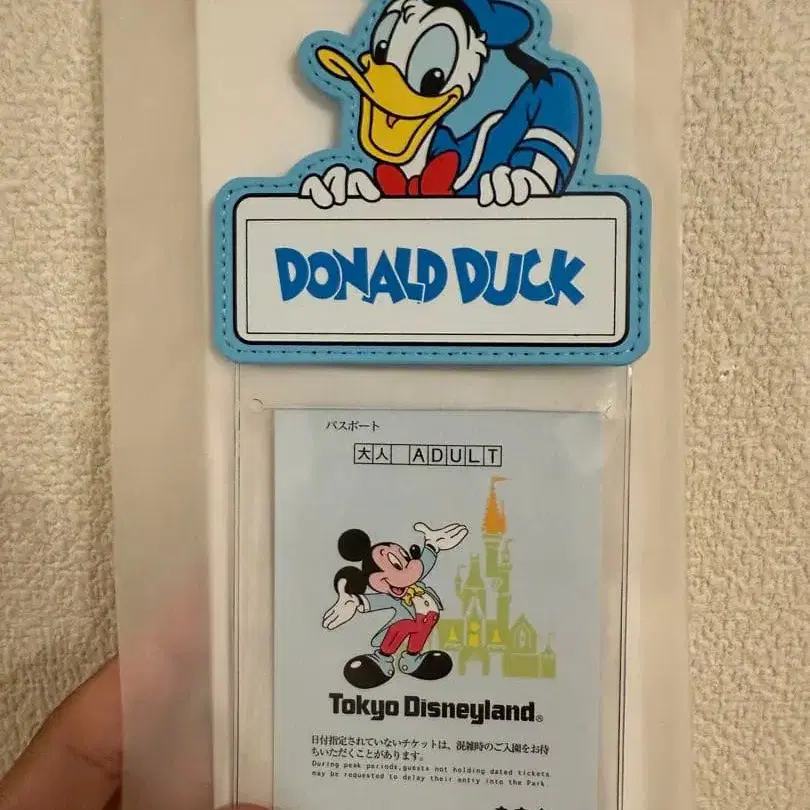 DONALD DUCK
パスポート
大人 ADULT
Tokyo Disneyland®
日付指定されていないチケットは、混雑時のご入園をお待
ちいただくことがあります。
During peak periods,guests not holding dated tickets
may be requested to delay their entry into the Park